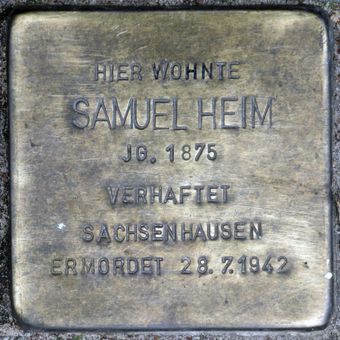 HIER WOHNTE
SAMUEL HEIM
JG. 1875
VERHAFTET
SACHSENHAUSEN
ERMORDET 28.7.1942